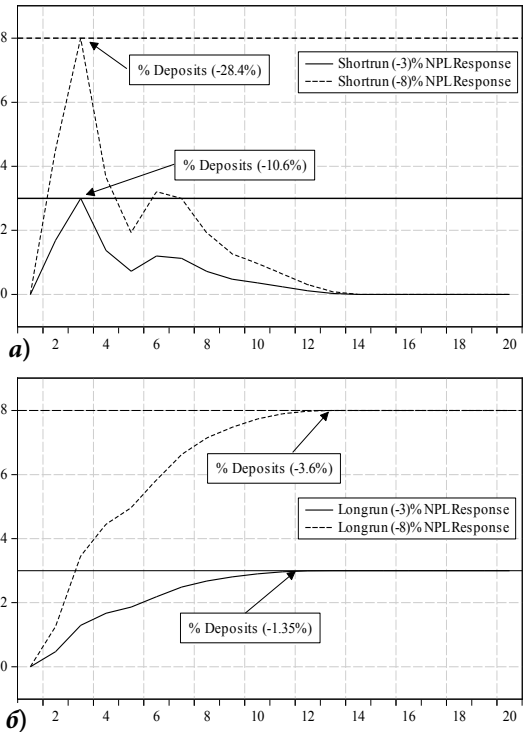 8
6
4
2
0
% Deposits (-28.4%)
Shortrun (-3)% NPL Response
Shortrun (-8)% NPL Response
% Deposits (-10.6%)
2 4 6 8 10 12 14 16 18 20
а)
8
6
4
2
0
% Deposits (-3.6%)
Longrun (-3)% NPL Response
Longrun (-8)% NPL Response
% Deposits (-1.35%)
2 4 6 8 10 12 14 16 18 20
б)